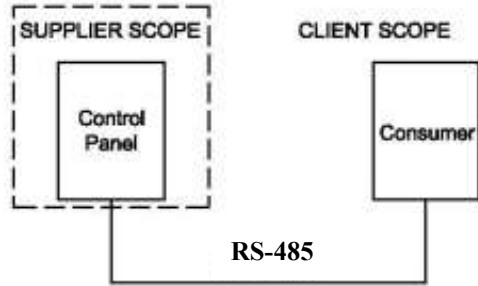 SUPPLIER SCOPE
CLIENT SCOPE
Control
Panel
Consumer
RS-485